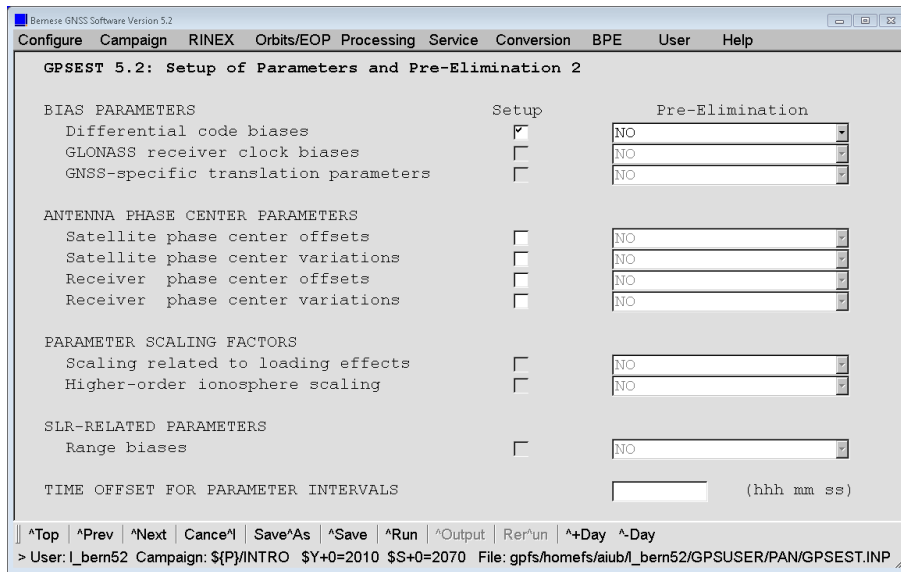 Bernese GNSS Software Version 5.2
Configure Campaign RINEX Orbits/EOP Processing Service Conversion BPE User Help
GPSEST 5.2: Setup of Parameters and Pre-Elimination 2
BIAS PARAMETERS Setup Pre-Elimination
Differential code biases NO
GLONASS receiver clock biases NO
GNSS-specific translation parameters NO
ANTENNA PHASE CENTER PARAMETERS
Satellite phase center offsets NO
Satellite phase center variations NO
Receiver phase center offsets NO
Receiver phase center variations NO
PARAMETER SCALING FACTORS
Scaling related to loading effects NO
Higher-order ionosphere scaling NO
SLR-RELATED PARAMETERS
Range biases NO
TIME OFFSET FOR PARAMETER INTERVALS (hhh mm ss)
^Top | ^Prev | ^Next | Cance^l | Save^As | ^Save | ^Run | ^Output | Rer^un | ^+Day ^-Day
> User: l_bern52 Campaign: ${P}/INTRO $Y+0=2010 $S+0=2070 File: gpfs/homefs/aiub/l_bern52/GPSUSER/PAN/GPSEST.INP